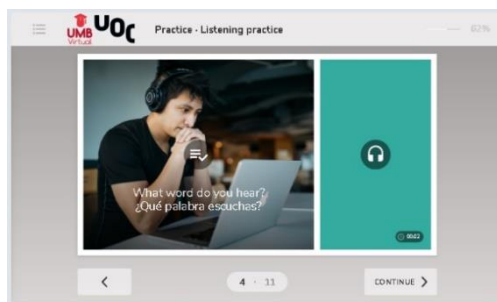 UMB
Virtual
UOC
Practice - Listening practice
62%
What word do you hear?
¿Qué palabra escuchas?
00:02
4 · 11
CONTINUE